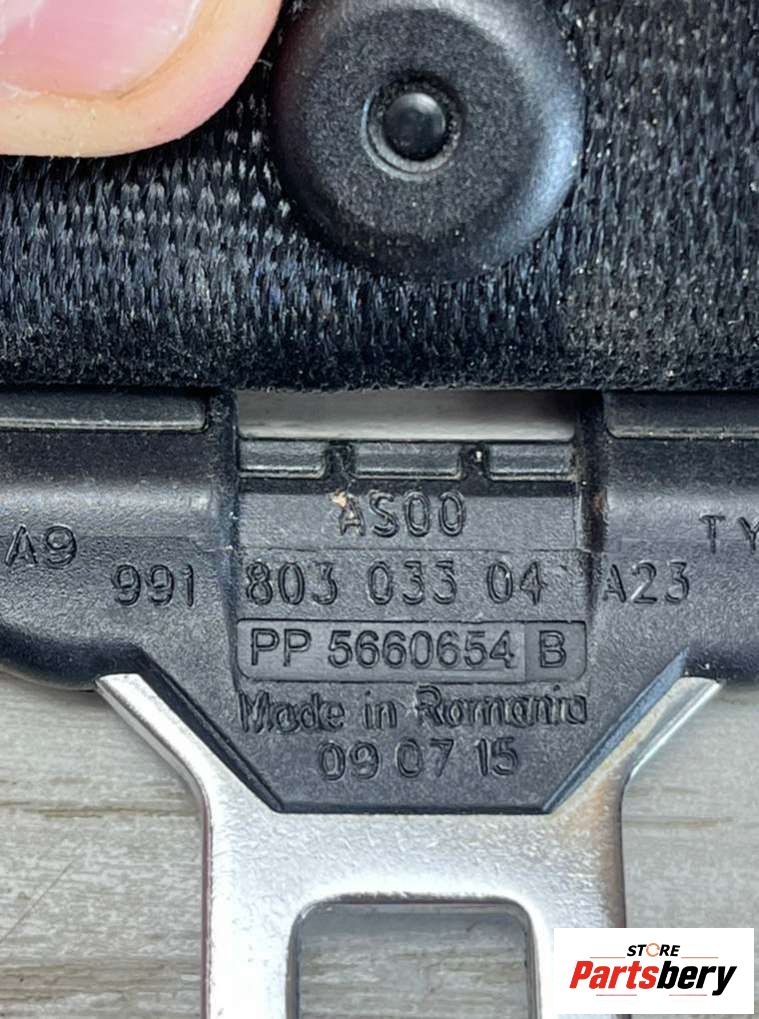 AS00
A9
TY
991 803 033 04 A23
PP 5660654 B
Made in Romania
09 07 15
STORE
Partsbery